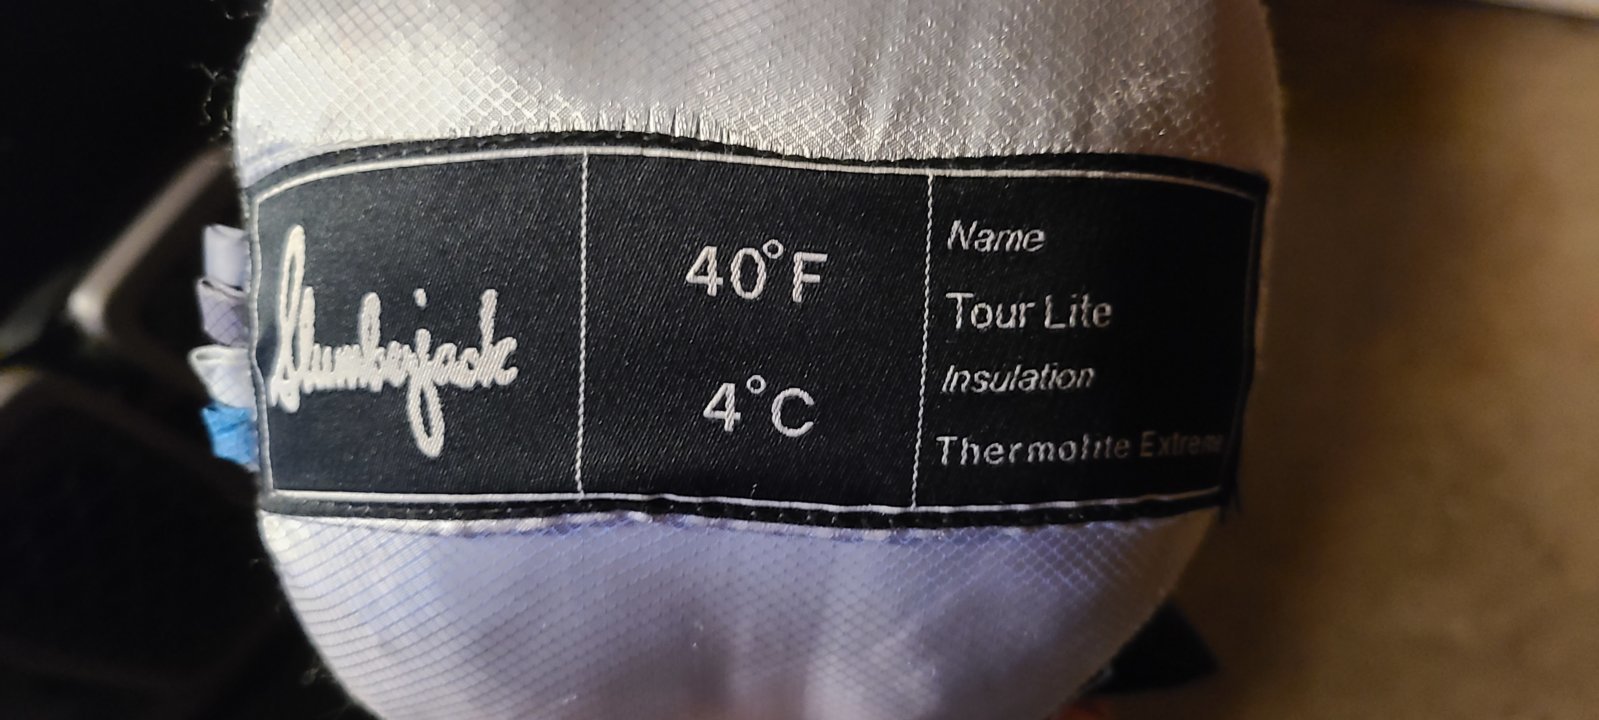 Slumberjack
40°F
4°C
Name
Tour Lite
Insulation
Thermolite Extreme